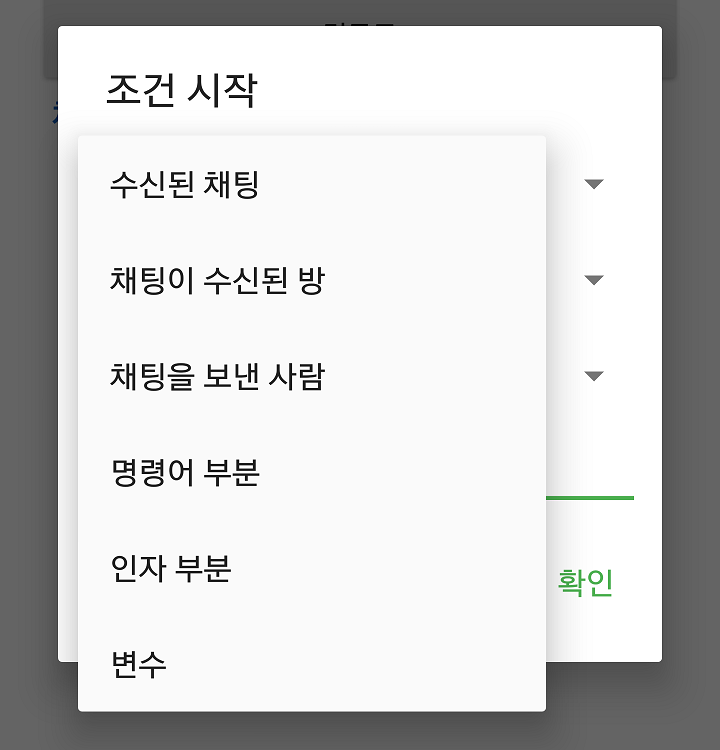 조건 시작
수신된 채팅
채팅이 수신된 방
채팅을 보낸 사람
명령어 부분
인자 부분
변수
확인